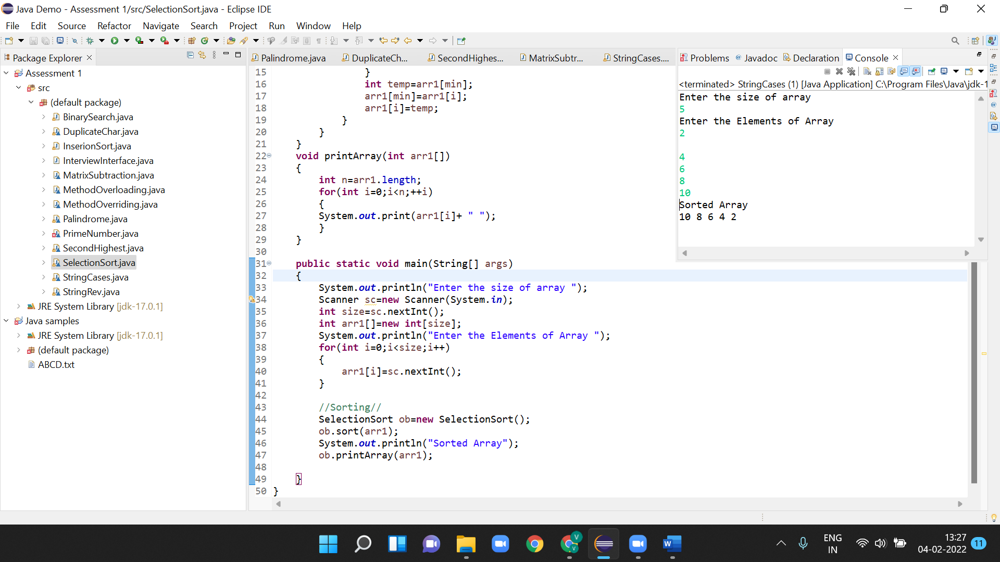 Java Demo - Assessment 1/src/SelectionSort.java - Eclipse IDE
File Edit Source Refactor Navigate Search Project Run Window Help
Package Explorer
Assessment 1
src
(default package)
BinarySearch.java
DuplicateChar.java
InserionSort.java
InterviewInterface.java
MatrixSubtraction.java
MethodOverloading.java
MethodOverriding.java
Palindrome.java
PrimeNumber.java
SecondHighest.java
SelectionSort.java
StringCases.java
StringRev.java
JRE System Library [jdk-17.0.1]
Java samples
JRE System Library [jdk-17.0.1]
(default package)
ABCD.txt
Palindrome.java DuplicateCh... SecondHighes... MatrixSubtr... StringCases....
15 }
16 int temp=arr1[min];
17 arr1[min]=arr1[i];
18 arr1[i]=temp;
19 }
20 }
21 }
22 void printArray(int arr1[])
23 {
24 int n=arr1.length;
25 for(int i=0;i<n;++i)
26 {
27 System.out.print(arr1[i]+ " ");
28 }
29 }
30
31 public static void main(String[] args)
32 {
33 System.out.println("Enter the size of array ");
34 Scanner sc=new Scanner(System.in);
35 int size=sc.nextInt();
36 int arr1[]=new int[size];
37 System.out.println("Enter the Elements of Array ");
38 for(int i=0;i<size;i++)
39 {
40 arr1[i]=sc.nextInt();
41 }
42
43 //Sorting//
44 SelectionSort ob=new SelectionSort();
45 ob.sort(arr1);
46 System.out.println("Sorted Array");
47 ob.printArray(arr1);
48
49 }
50 }
Problems @ Javadoc Declaration Console
<terminated> StringCases (1) [Java Application] C:\Program Files\Java\jdk-1
Enter the size of array
5
Enter the Elements of Array
2
4
6
8
10
Sorted Array
10 8 6 4 2
V
V
W
ENG
IN
13:27
04-02-2022
11